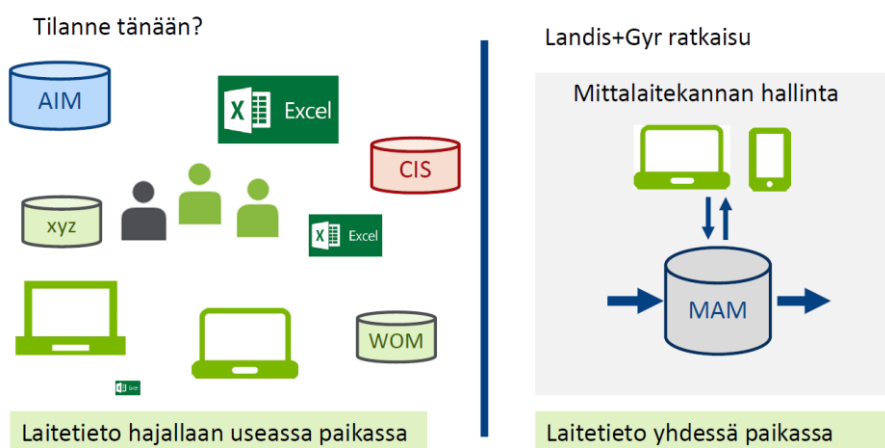 Tilanne tänään?
AIM
X Excel
CIS
xyz
X Excel
WOM
Laitetieto hajallaan useassa paikassa
Landis+Gyr ratkaisu
Mittalaitekannan hallinta
MAM
Laitetieto yhdessä paikassa